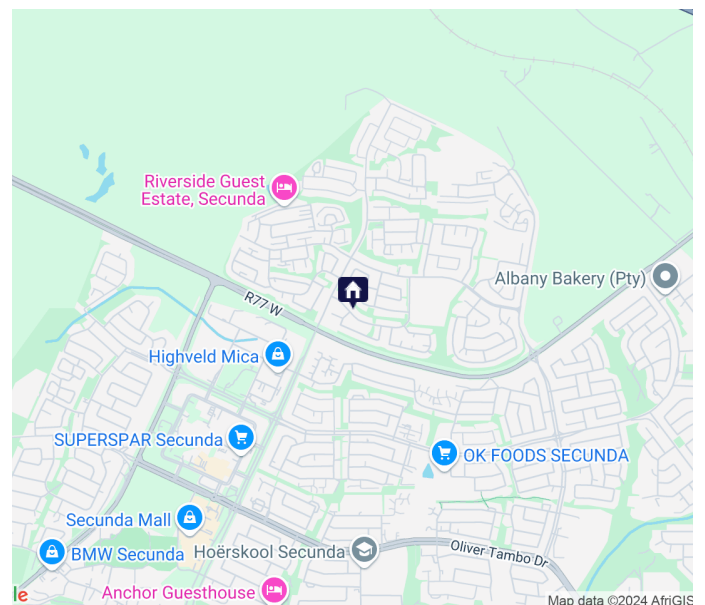 Riverside Guest
Estate, Secunda
Albany Bakery (Pty)
R77 W
Highveld Mica
SUPERSPAR Secunda
OK FOODS SECUNDA
Secunda Mall
BMW Secunda
Hoërskool Secunda
Oliver Tambo Dr
Anchor Guesthouse
le
Map data ©2024 AfriGIS